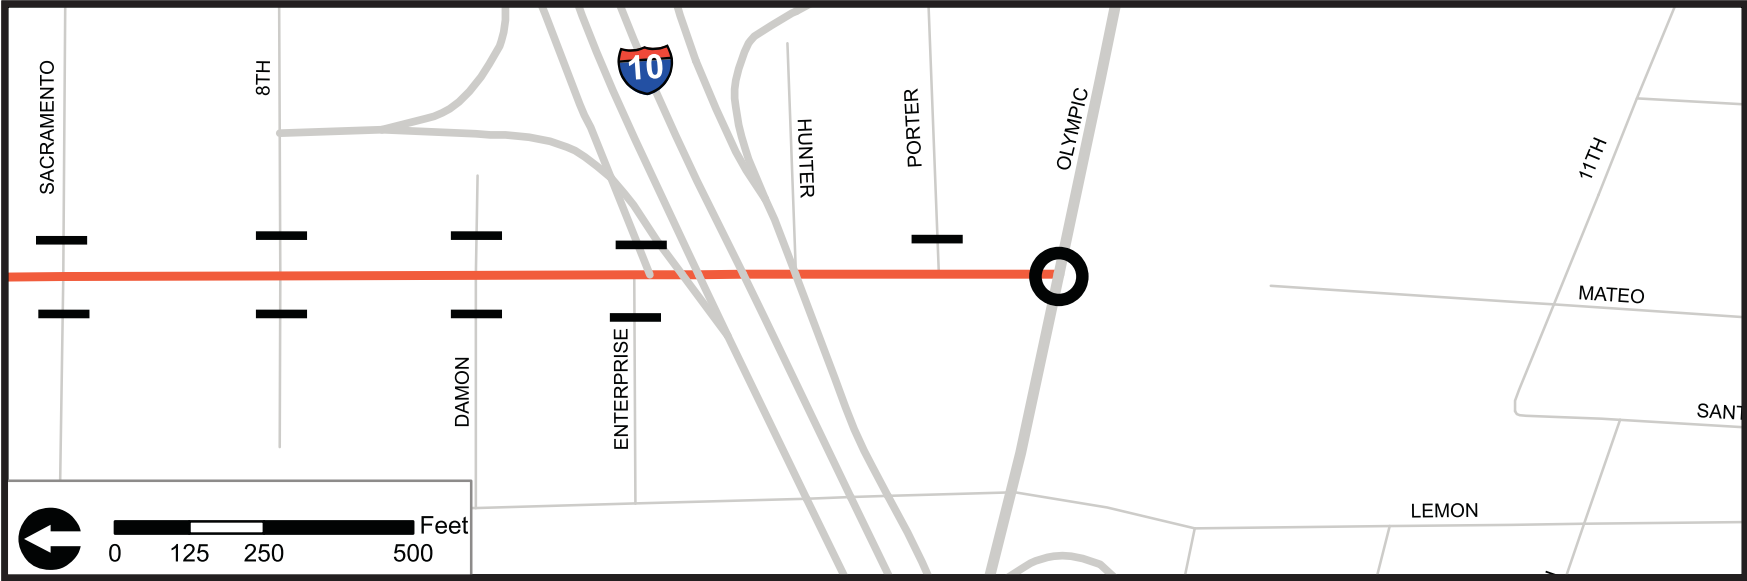 SACRAMENTO
8TH
10
HUNTER
PORTER
OLYMPIC
11TH
MATEO
DAMON
ENTERPRISE
SANT
LEMON
Feet
0 125 250 500